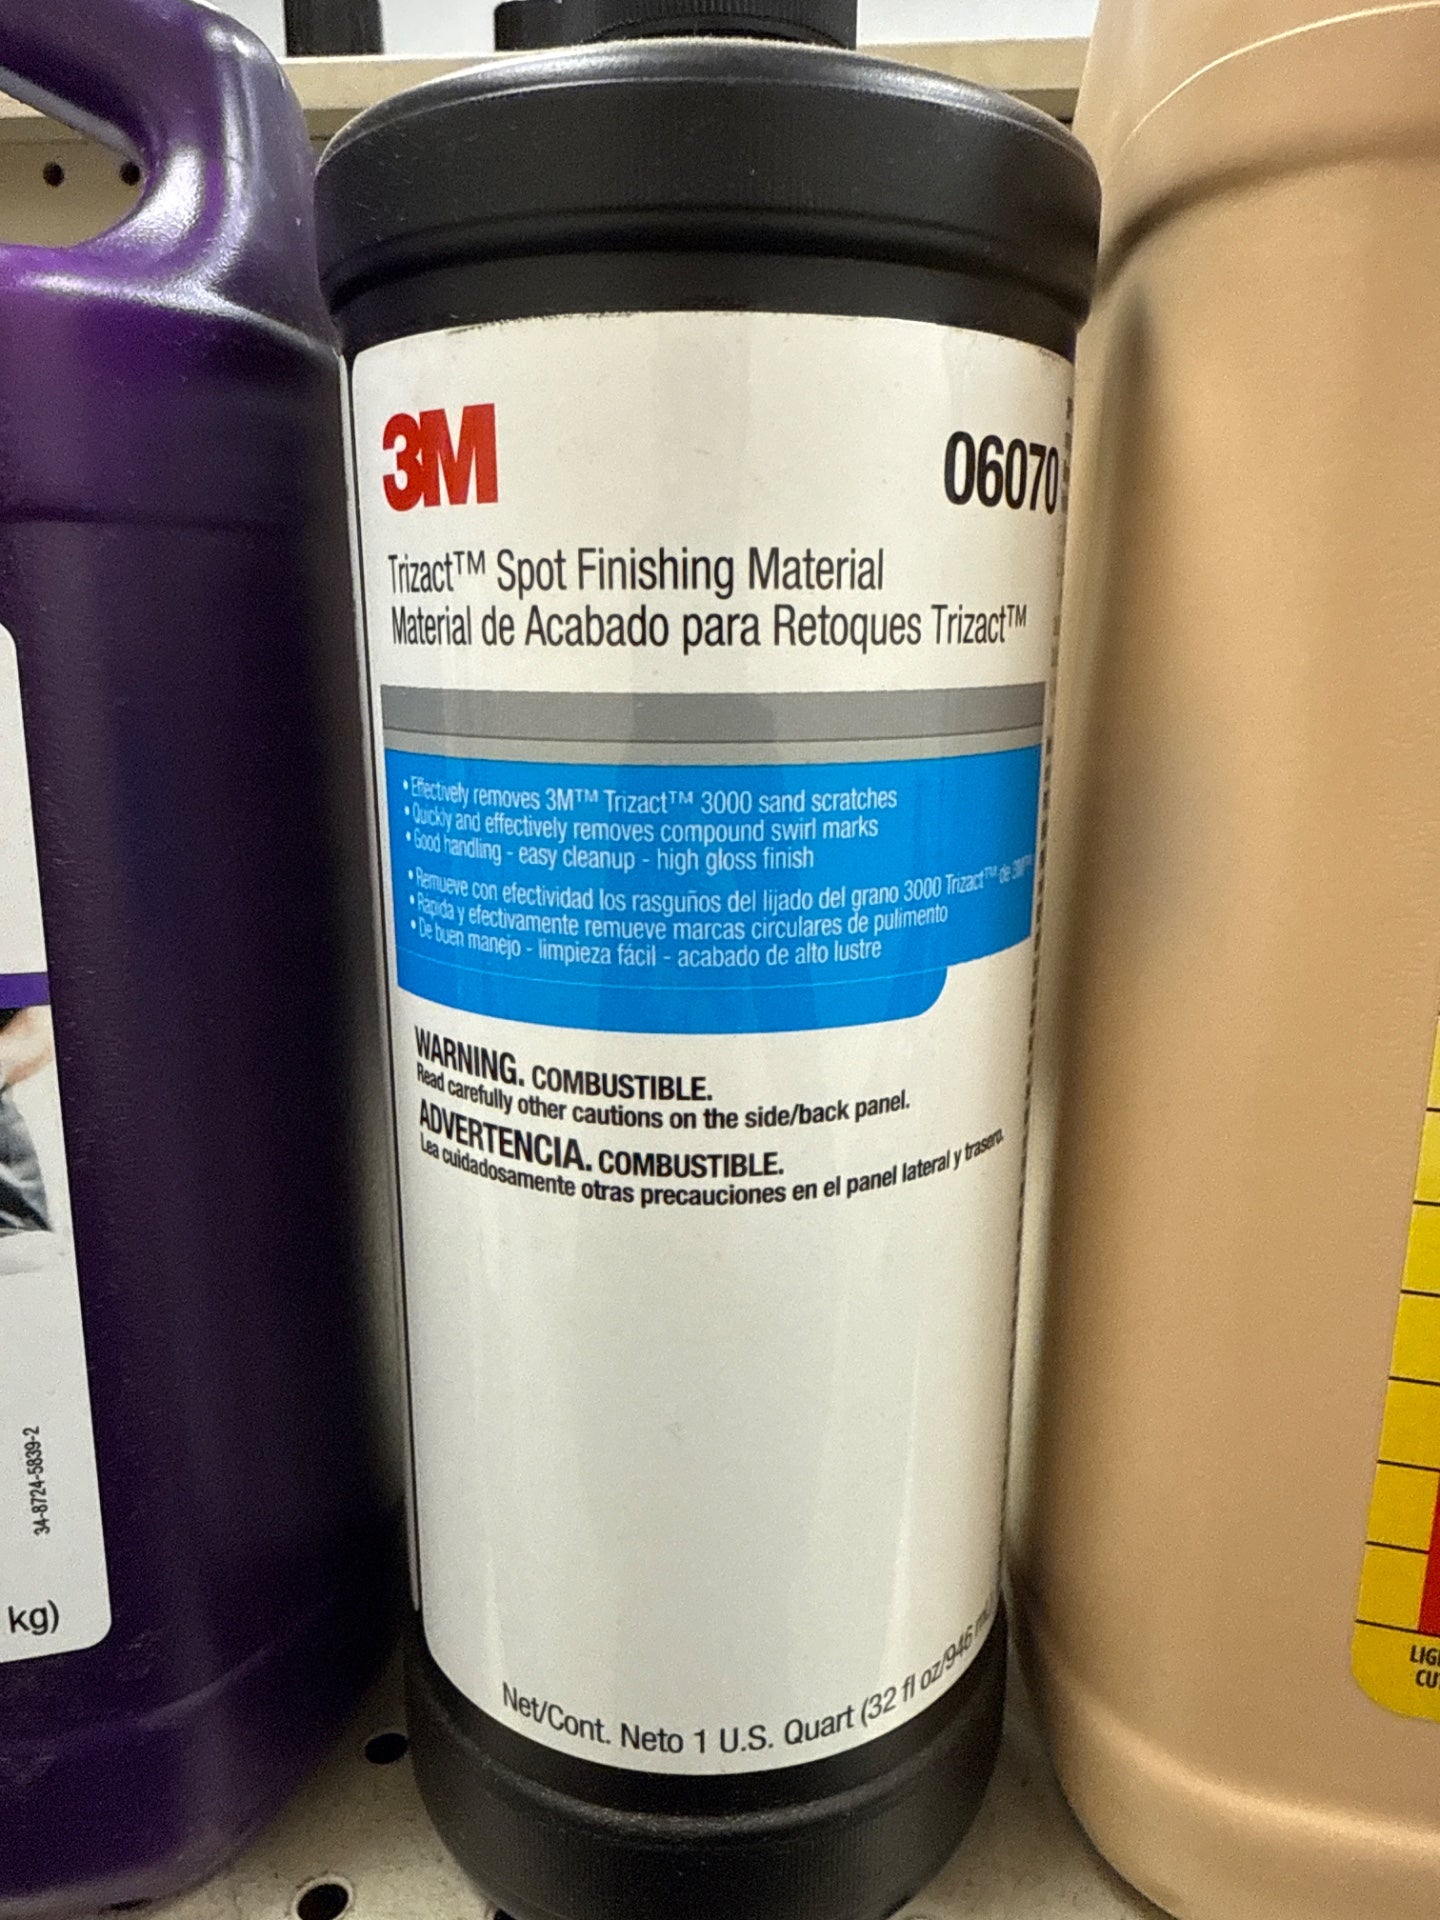 3M
06070
Trizact™ Spot Finishing Material
Material de Acabado para Retoques Trizact™
• Effectively removes 3M™ Trizact™ 3000 sand scratches
• Quickly and effectively removes compound swirl marks
• Good handling - easy cleanup - high gloss finish
• Remueve con efectividad los rasguños del lijado del grano 3000 Trizact™ de 3M™
• Rápida y efectivamente remueve marcas circulares de pulimento
• De buen manejo - limpieza fácil - acabado de alto lustre
WARNING. COMBUSTIBLE.
Read carefully other cautions on the side/back panel.
ADVERTENCIA. COMBUSTIBLE.
Lea cuidadosamente otras precauciones en el panel lateral y trasero.
Net/Cont. Neto 1 U.S. Quart (32 fl oz/946 mL
34-8724-5839-2
kg)